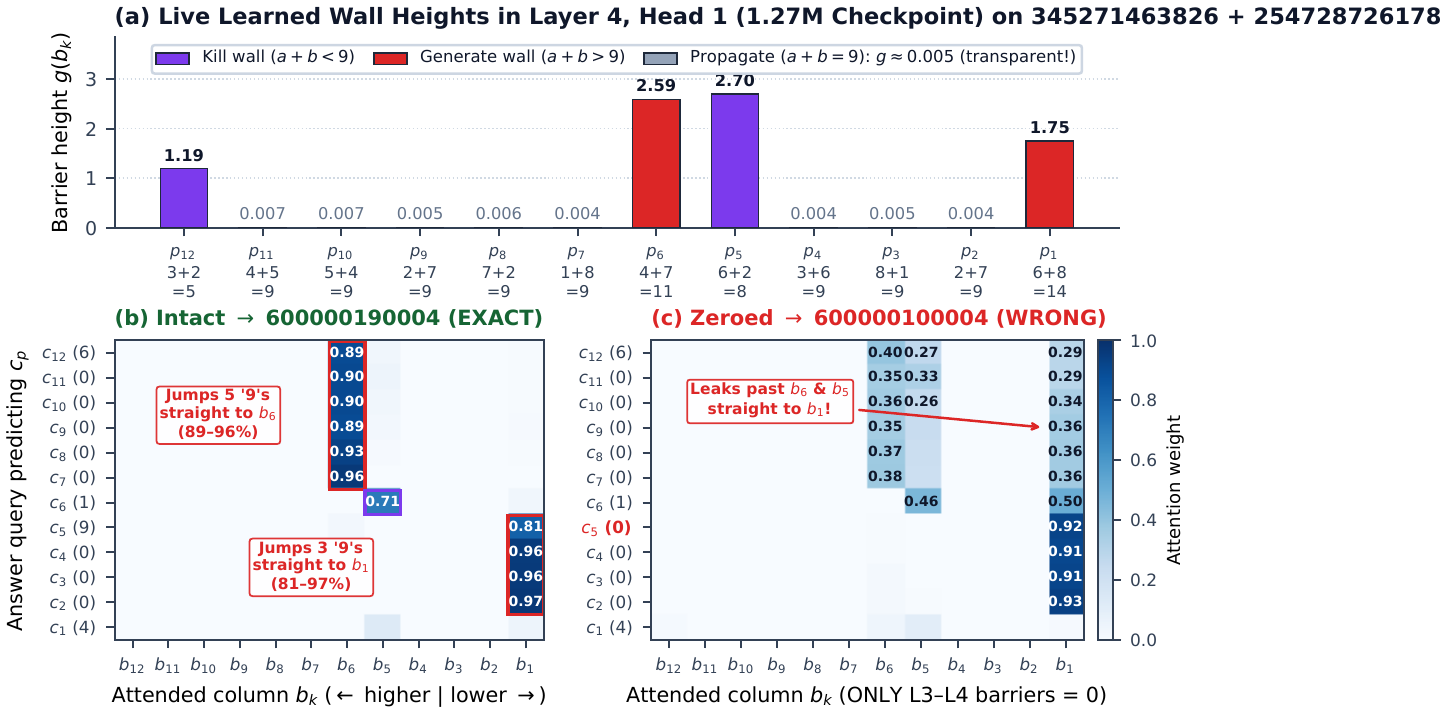 (a) Live Learned Wall Heights in Layer 4, Head 1 (1.27M Checkpoint) on 345271463826 + 254728726178
Barrier height g(b_k)
Kill wall (a + b < 9) Generate wall (a + b > 9) Propagate (a + b = 9): g ≈ 0.005 (transparent!)
3
2
1
0
1.19 0.007 0.007 0.005 0.006 0.004 2.59 2.70 0.004 0.005 0.004 1.75
p₁₂ p₁₁ p₁₀ p₉ p₈ p₇ p₆ p₅ p₄ p₃ p₂ p₁
3+2 4+5 5+4 2+7 7+2 1+8 4+7 6+2 3+6 8+1 2+7 6+8
=5 =9 =9 =9 =9 =9 =11 =8 =9 =9 =9 =14
(b) Intact → 600000190004 (EXACT)
Answer query predicting c_p
c₁₂ (6) 0.89
c₁₁ (0) 0.90
c₁₀ (0) 0.90
c₉ (0) 0.89
c₈ (0) 0.93
c₇ (0) 0.96
c₆ (1) 0.71
c₅ (9) 0.81
c₄ (0) 0.96
c₃ (0) 0.96
c₂ (0) 0.97
c₁ (4)
Jumps 5 '9's
straight to b₆
(89–96%)
Jumps 3 '9's
straight to b₁
(81–97%)
b₁₂ b₁₁ b₁₀ b₉ b₈ b₇ b₆ b₅ b₄ b₃ b₂ b₁
Attended column b_k (← higher | lower →)
(c) Zeroed → 600000100004 (WRONG)
c₁₂ (6) 0.40 0.27 0.29
c₁₁ (0) 0.35 0.33 0.29
c₁₀ (0) 0.36 0.26 0.34
c₉ (0) 0.35 0.36
c₈ (0) 0.37 0.36
c₇ (0) 0.38 0.36
c₆ (1) 0.46 0.50
c₅ (0) 0.92
c₄ (0) 0.91
c₃ (0) 0.91
c₂ (0) 0.93
c₁ (4)
Leaks past b₆ & b₅
straight to b₁!
b₁₂ b₁₁ b₁₀ b₉ b₈ b₇ b₆ b₅ b₄ b₃ b₂ b₁
Attended column b_k (ONLY L3–L4 barriers = 0)
1.0
0.8
0.6
0.4
0.2
0.0
Attention weight